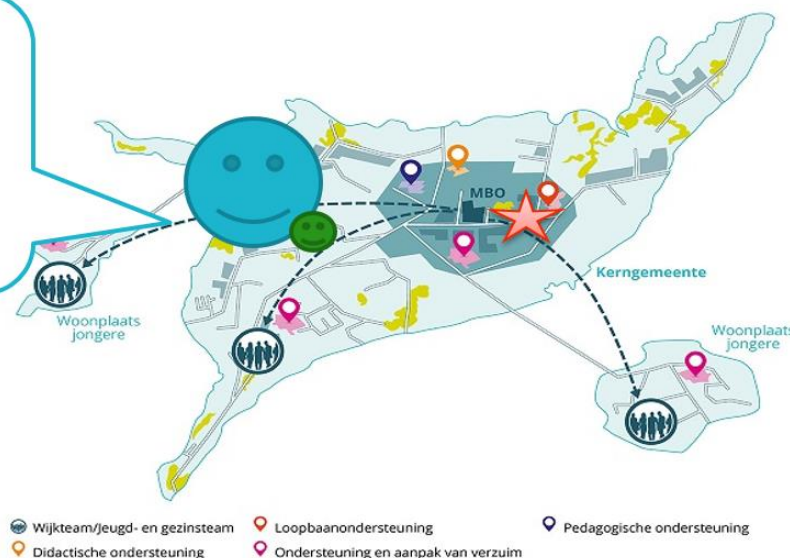 MBO
Kerngemeente
Woonplaats
jongere
Woonplaats
jongere
Wijkteam/Jeugd- en gezinsteam
Loopbaanondersteuning
Pedagogische ondersteuning
Didactische ondersteuning
Ondersteuning en aanpak van verzuim